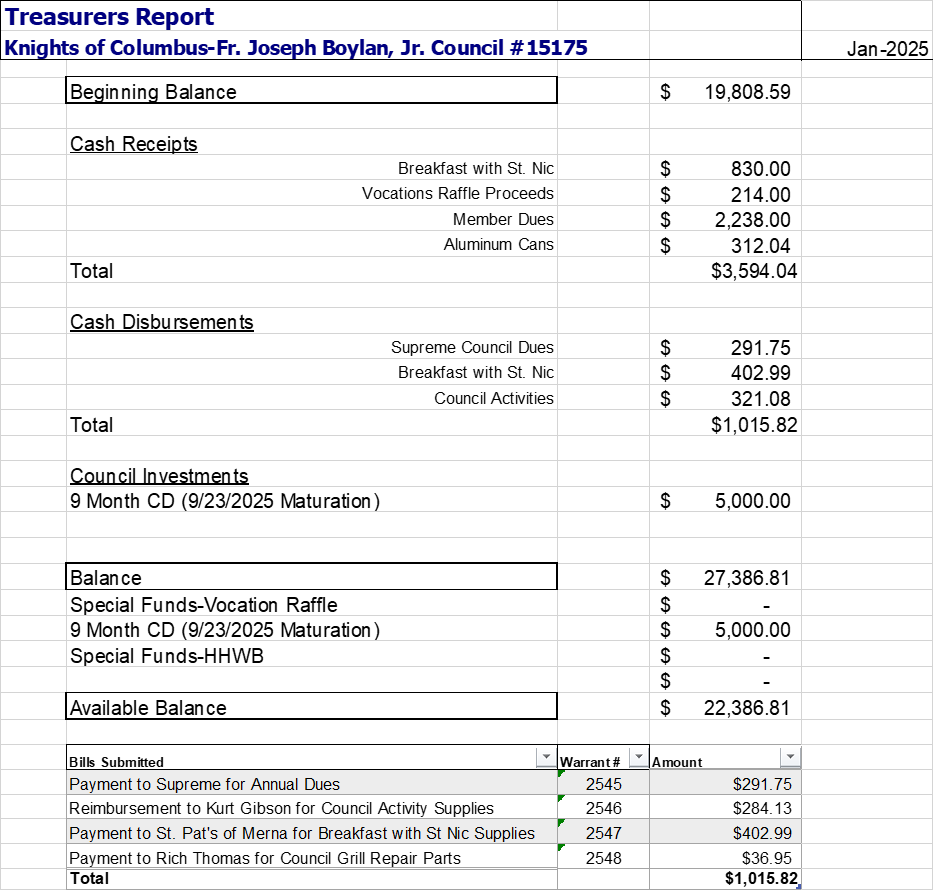 Treasurers Report
Knights of Columbus-Fr. Joseph Boylan, Jr. Council #15175 Jan-2025
Beginning Balance $ 19,808.59
Cash Receipts
Breakfast with St. Nic $ 830.00
Vocations Raffle Proceeds $ 214.00
Member Dues $ 2,238.00
Aluminum Cans $ 312.04
Total $3,594.04
Cash Disbursements
Supreme Council Dues $ 291.75
Breakfast with St. Nic $ 402.99
Council Activities $ 321.08
Total $1,015.82
Council Investments
9 Month CD (9/23/2025 Maturation) $ 5,000.00
Balance $ 27,386.81
Special Funds-Vocation Raffle $ -
9 Month CD (9/23/2025 Maturation) $ 5,000.00
Special Funds-HHWB $ -
$ -
Available Balance $ 22,386.81
Bills Submitted Warrant # Amount
Payment to Supreme for Annual Dues 2545 $291.75
Reimbursement to Kurt Gibson for Council Activity Supplies 2546 $284.13
Payment to St. Pat's of Merna for Breakfast with St Nic Supplies 2547 $402.99
Payment to Rich Thomas for Council Grill Repair Parts 2548 $36.95
Total $1,015.82